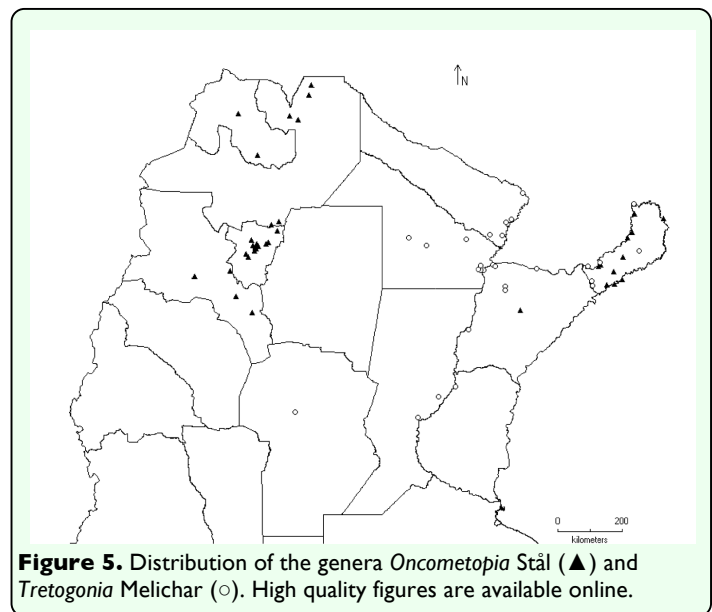 N
0 200
kilometers
Figure 5. Distribution of the genera Oncometopia Stål (▲) and
Tretogonia Melichar (○). High quality figures are available online.